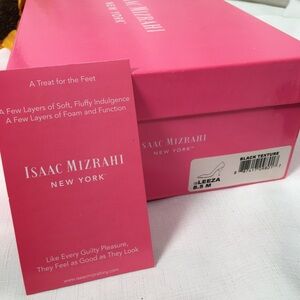 ISAAC MIZRAHI
NEW YORK
A Treat for the Feet
A Few Layers of Soft, Fluffy Indulgence
A Few Layers of Foam and Function
ISAAC MIZRAHI
NEW YORK
Like Every Guilty Pleasure,
They Feel as Good as They Look
ISAAC MIZRAHI
NEW YORK™
BLACK TEXTURE
LEEZA
8.5 M